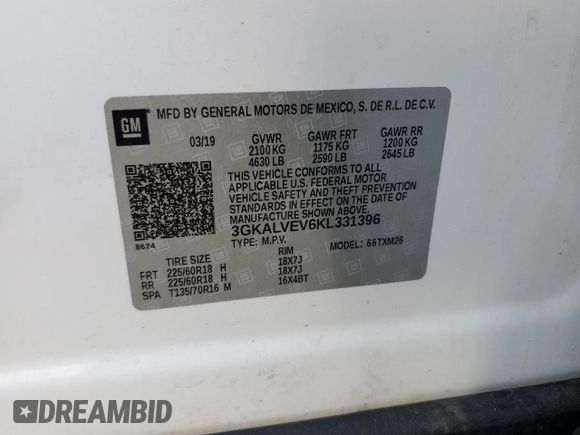 GM
MFD BY GENERAL MOTORS DE MEXICO, S. DE R.L. DE C.V.
03/19 GVWR GAWR FRT GAWR RR
2100 KG 1175 KG 1200 KG
4630 LB 2590 LB 2645 LB
THIS VEHICLE CONFORMS TO ALL
APPLICABLE U.S. FEDERAL MOTOR
VEHICLE SAFETY AND THEFT PREVENTION
STANDARDS IN EFFECT ON THE DATE OF
MANUFACTURE SHOWN ABOVE.
3GKALVEV6KL331396
8624
TYPE: M.P.V. MODEL: 66TXM26
TIRE SIZE RIM
FRT 225/60R18 H 18X7J
RR 225/60R18 H 18X7J
SPA T135/70R16 M 16X4BT
DREAMBID